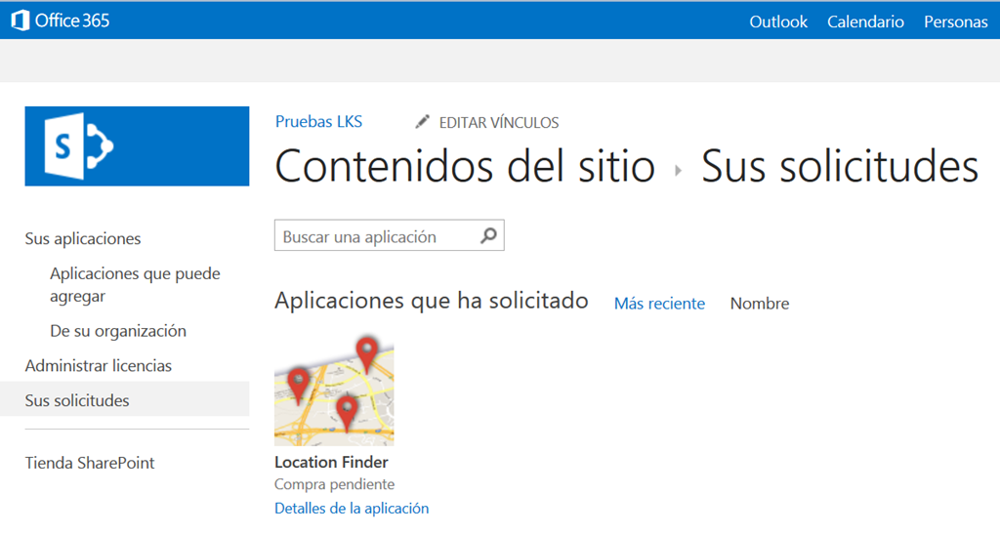 Office 365
Outlook Calendario Personas
S
Pruebas LKS EDITAR VÍNCULOS
Contenidos del sitio ▸ Sus solicitudes
Buscar una aplicación
Sus aplicaciones
Aplicaciones que puede
agregar
De su organización
Administrar licencias
Sus solicitudes
Tienda SharePoint
Aplicaciones que ha solicitado Más reciente Nombre
Location Finder
Compra pendiente
Detalles de la aplicación